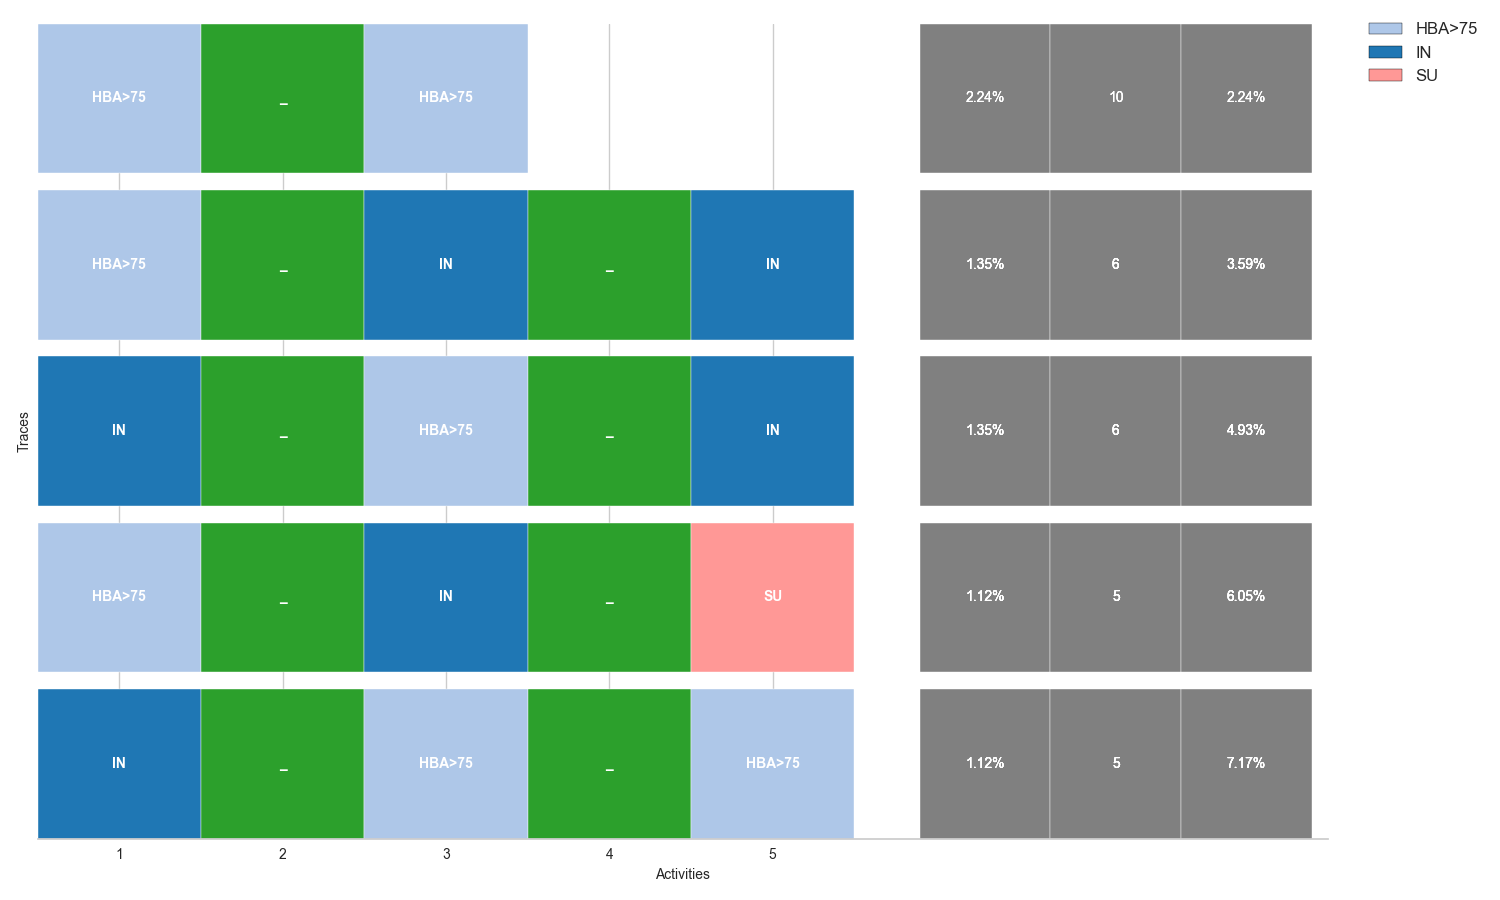 HBA>75 _ HBA>75 2.24% 10 2.24%
HBA>75 _ IN _ IN 1.35% 6 3.59%
IN _ HBA>75 _ IN 1.35% 6 4.93%
HBA>75 _ IN _ SU 1.12% 5 6.05%
IN _ HBA>75 _ HBA>75 1.12% 5 7.17%
1 2 3 4 5
Activities
Traces
HBA>75
IN
SU